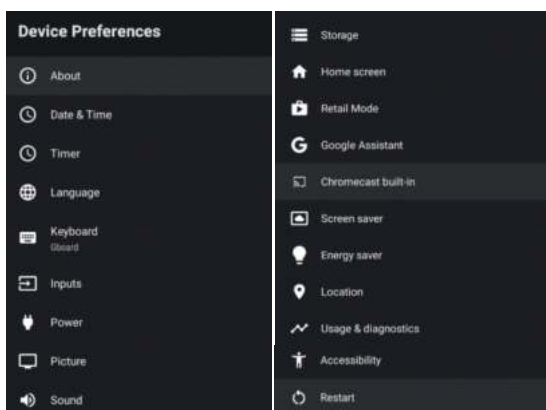 Device Preferences
About
Date & Time
Timer
Language
Keyboard
Gboard
Inputs
Power
Picture
Sound
Storage
Home screen
Retail Mode
Google Assistant
Chromecast built-in
Screen saver
Energy saver
Location
Usage & diagnostics
Accessibility
Restart